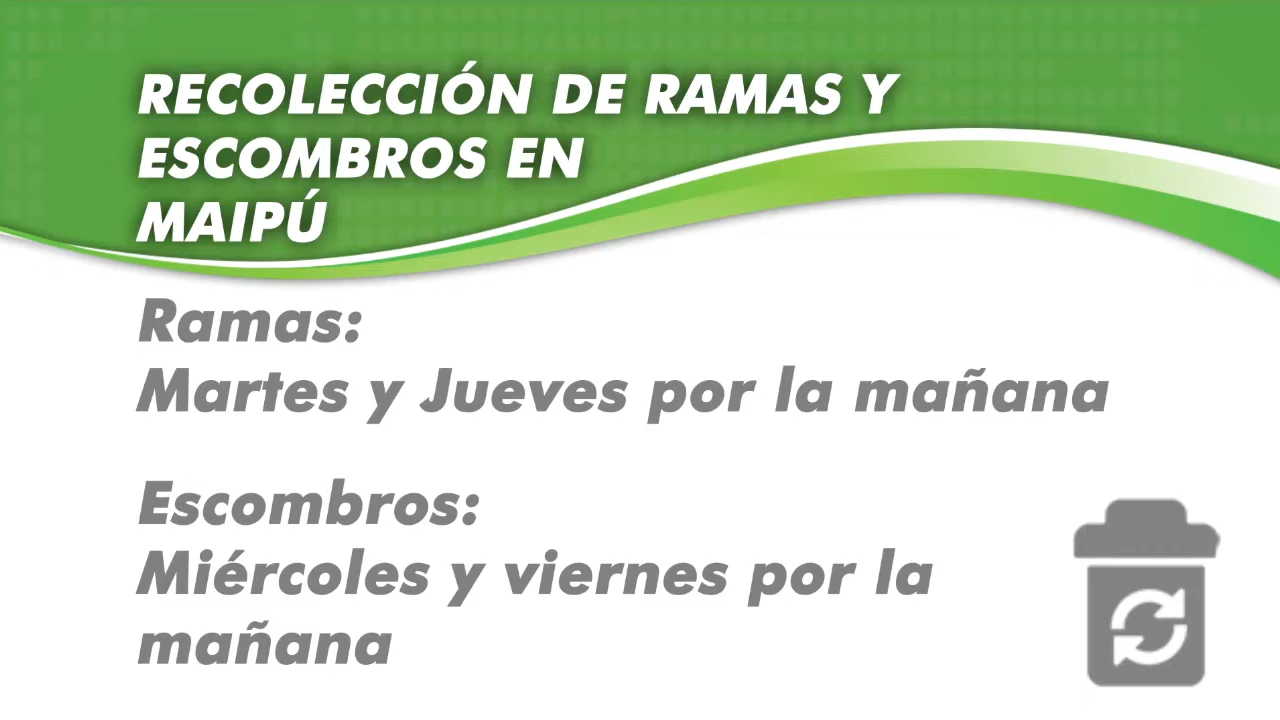 RECOLECCIÓN DE RAMAS Y
ESCOMBROS EN
MAIPÚ
Ramas:
Martes y Jueves por la mañana
Escombros:
Miércoles y viernes por la
mañana